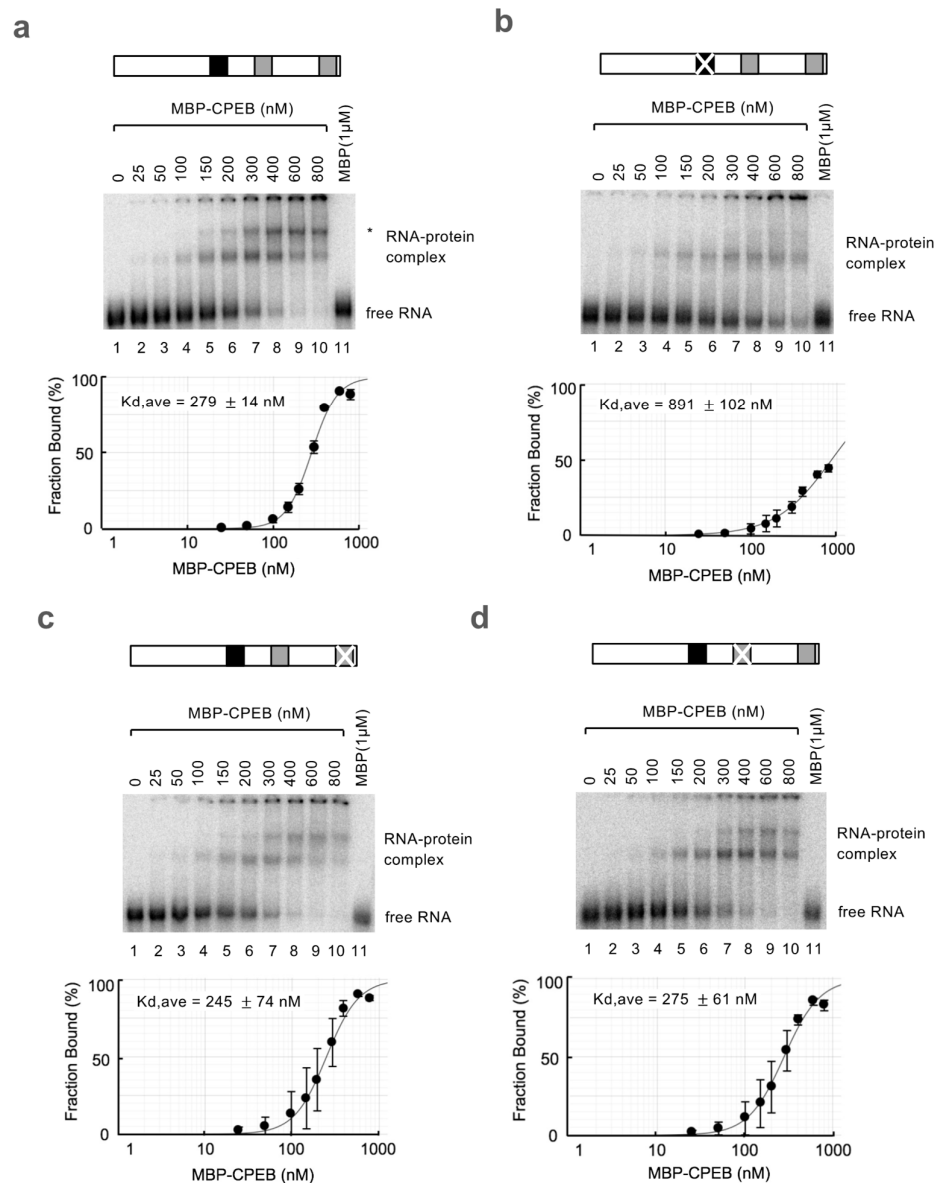 a
MBP-CPEB (nM)
0 25 50 100 150 200 300 400 600 800 MBP(1µM)
* RNA-protein
complex
free RNA
1 2 3 4 5 6 7 8 9 10 11
100
50
0
Fraction Bound (%)
Kd,ave = 279 ± 14 nM
1 10 100 1000
MBP-CPEB (nM)
b
MBP-CPEB (nM)
0 25 50 100 150 200 300 400 600 800 MBP(1µM)
RNA-protein
complex
free RNA
1 2 3 4 5 6 7 8 9 10 11
100
50
0
Fraction Bound (%)
Kd,ave = 891 ± 102 nM
1 10 100 1000
MBP-CPEB (nM)
c
MBP-CPEB (nM)
0 25 50 100 150 200 300 400 600 800 MBP(1µM)
RNA-protein
complex
free RNA
1 2 3 4 5 6 7 8 9 10 11
100
50
0
Fraction Bound (%)
Kd,ave = 245 ± 74 nM
1 10 100 1000
MBP-CPEB (nM)
d
MBP-CPEB (nM)
0 25 50 100 150 200 300 400 600 800 MBP(1µM)
RNA-protein
complex
free RNA
1 2 3 4 5 6 7 8 9 10 11
100
50
0
Fraction Bound (%)
Kd,ave = 275 ± 61 nM
1 10 100 1000
MBP-CPEB (nM)